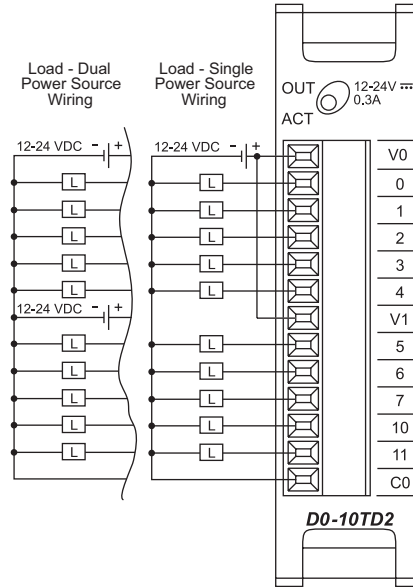 Load - Dual
Power Source
Wiring
Load - Single
Power Source
Wiring
OUT
12-24V
0.3A
ACT
12-24 VDC - +
12-24 VDC - +
V0
L
L
0
L
L
1
L
L
2
L
L
3
L
L
4
12-24 VDC - +
V1
L
L
5
L
L
6
L
L
7
L
L
10
L
L
11
C0
D0-10TD2